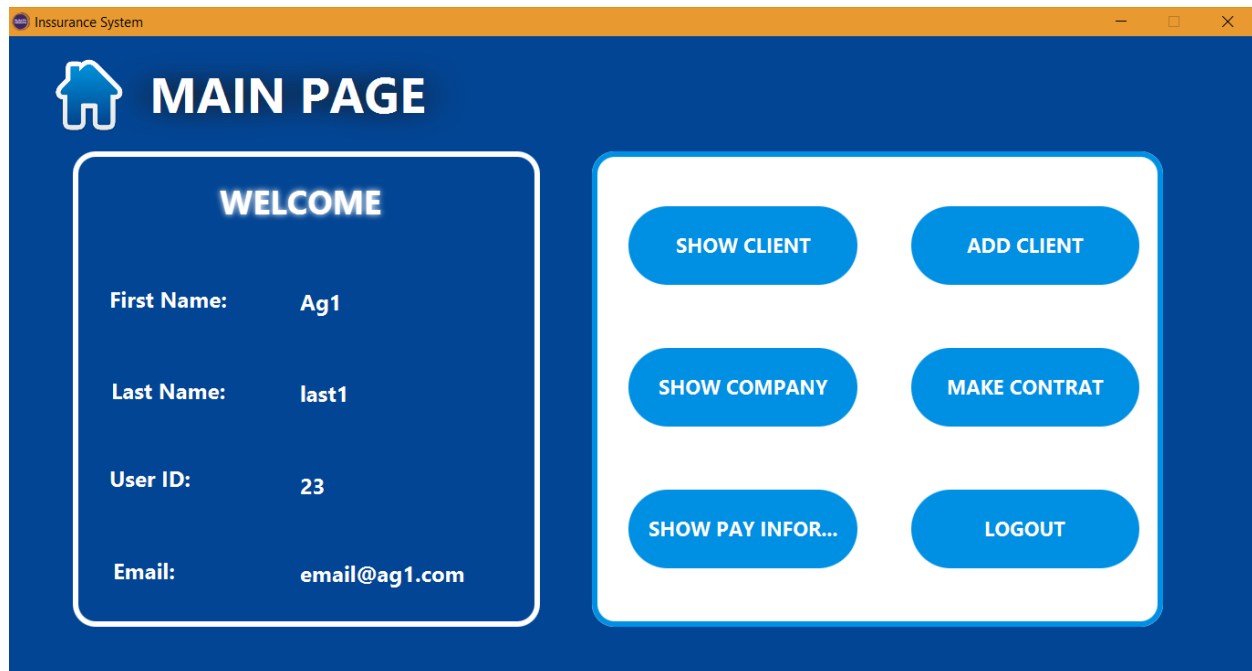 Inssurance System
MAIN PAGE
WELCOME
First Name: Ag1
Last Name: last1
User ID: 23
Email: email@ag1.com
SHOW CLIENT
ADD CLIENT
SHOW COMPANY
MAKE CONTRAT
SHOW PAY INFOR...
LOGOUT